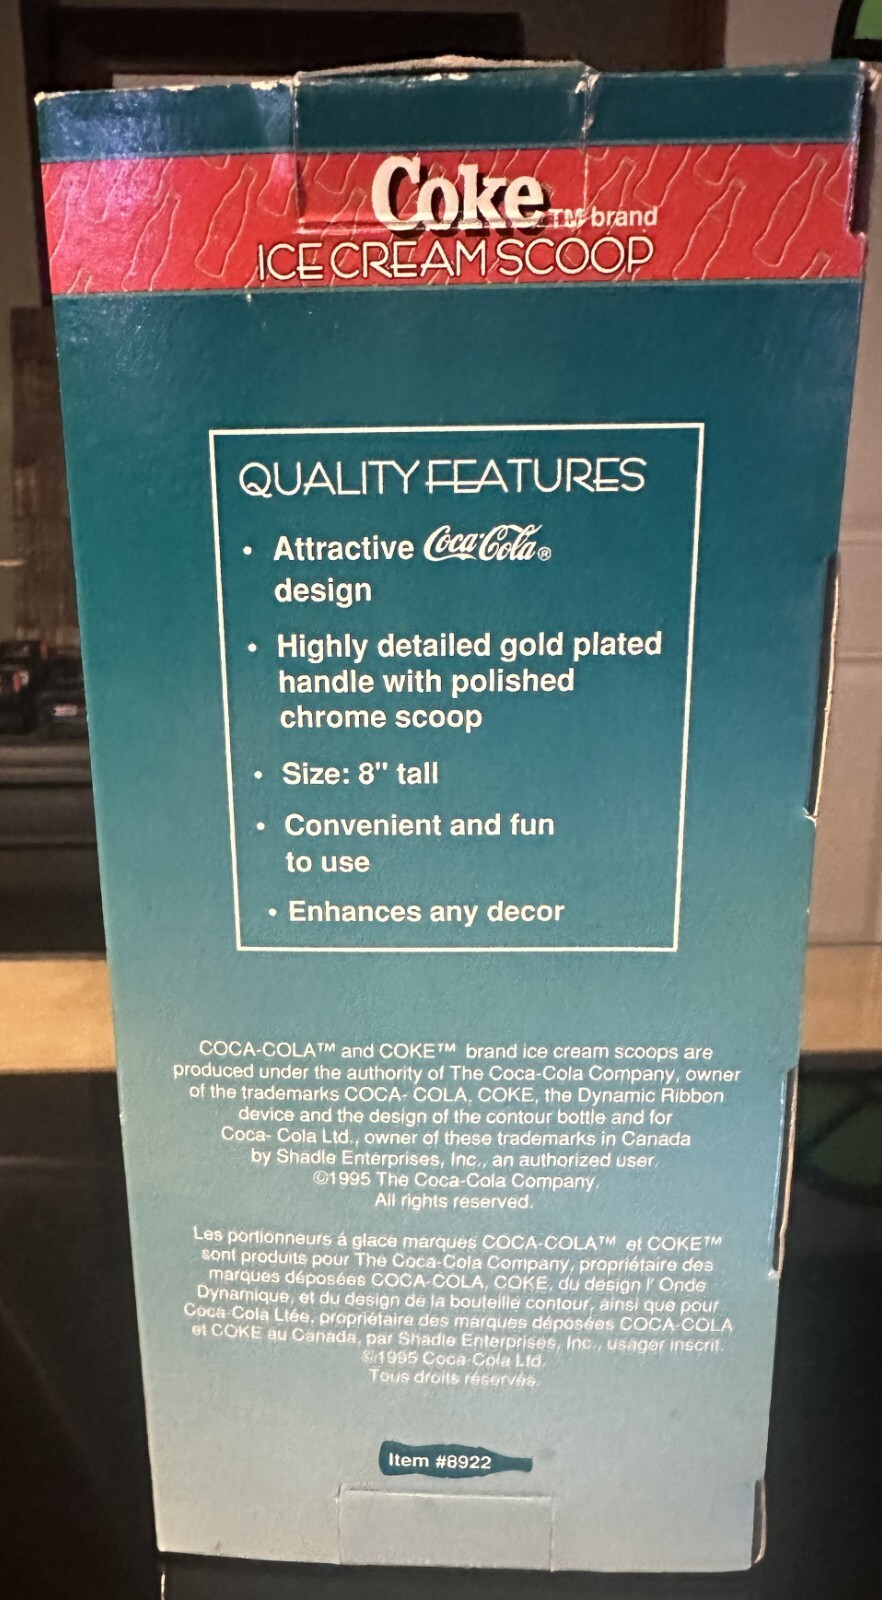 Coke™ brand
ICE CREAM SCOOP
QUALITY FEATURES
• Attractive Coca-Cola®
design
• Highly detailed gold plated
handle with polished
chrome scoop
• Size: 8" tall
• Convenient and fun
to use
• Enhances any decor
COCA-COLA™ and COKE™ brand ice cream scoops are
produced under the authority of The Coca-Cola Company, owner
of the trademarks COCA- COLA, COKE, the Dynamic Ribbon
device and the design of the contour bottle and for
Coca- Cola Ltd., owner of these trademarks in Canada
by Shadle Enterprises, Inc., an authorized user.
©1995 The Coca-Cola Company.
All rights reserved.
Les portionneurs á glace marques COCA-COLA™ et COKE™
sont produits pour The Coca-Cola Company, propriétaire des
marques déposées COCA-COLA, COKE, du design l' Onde
Dynamique, et du design de la bouteille contour, ainsi que pour
Coca-Cola Ltée, propriétaire des marques déposées COCA-COLA
et COKE au Canada, par Shadle Enterprises, Inc., usager inscrit.
©1995 Coca-Cola Ltd.
Tous droits réservés.
Item #8922